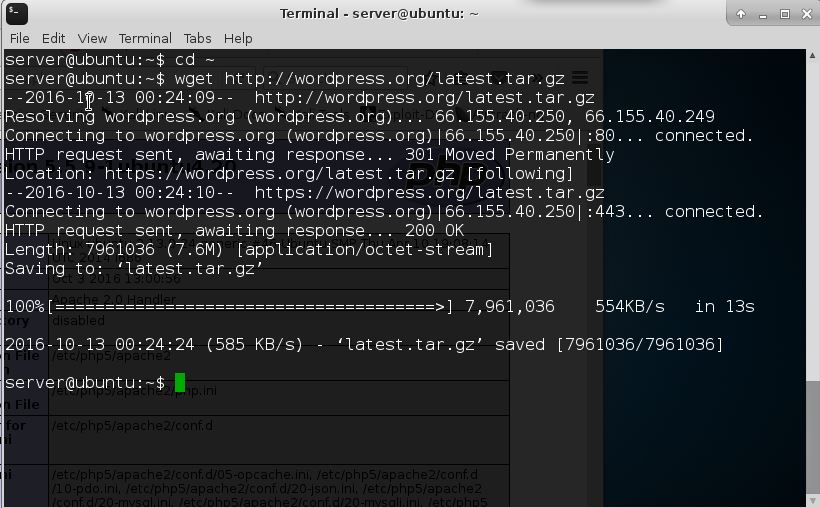 Terminal - server@ubuntu: ~
File Edit View Terminal Tabs Help
server@ubuntu:~$ cd ~
server@ubuntu:~$ wget http://wordpress.org/latest.tar.gz
--2016-10-13 00:24:09--  http://wordpress.org/latest.tar.gz
Resolving wordpress.org (wordpress.org)... 66.155.40.250, 66.155.40.249
Connecting to wordpress.org (wordpress.org)|66.155.40.250|:80... connected.
HTTP request sent, awaiting response... 301 Moved Permanently
Location: https://wordpress.org/latest.tar.gz [following]
--2016-10-13 00:24:10--  https://wordpress.org/latest.tar.gz
Connecting to wordpress.org (wordpress.org)|66.155.40.250|:443... connected.
HTTP request sent, awaiting response... 200 OK
Length: 7961036 (7.6M) [application/octet-stream]
Saving to: ‘latest.tar.gz’
100%[======================================>] 7,961,036    554KB/s   in 13s
2016-10-13 00:24:24 (585 KB/s) - ‘latest.tar.gz’ saved [7961036/7961036]
server@ubuntu:~$
Apache 2.0 Handler
disabled
/etc/php5/apache2
/etc/php5/apache2/php.ini
/etc/php5/apache2/conf.d
/etc/php5/apache2/conf.d/05-opcache.ini, /etc/php5/apache2/conf.d
/10-pdo.ini, /etc/php5/apache2/conf.d/20-json.ini, /etc/php5/apache2
/conf.d/20-mysql.ini, /etc/php5/apache2/conf.d/20-mysqli.ini, /etc/php5